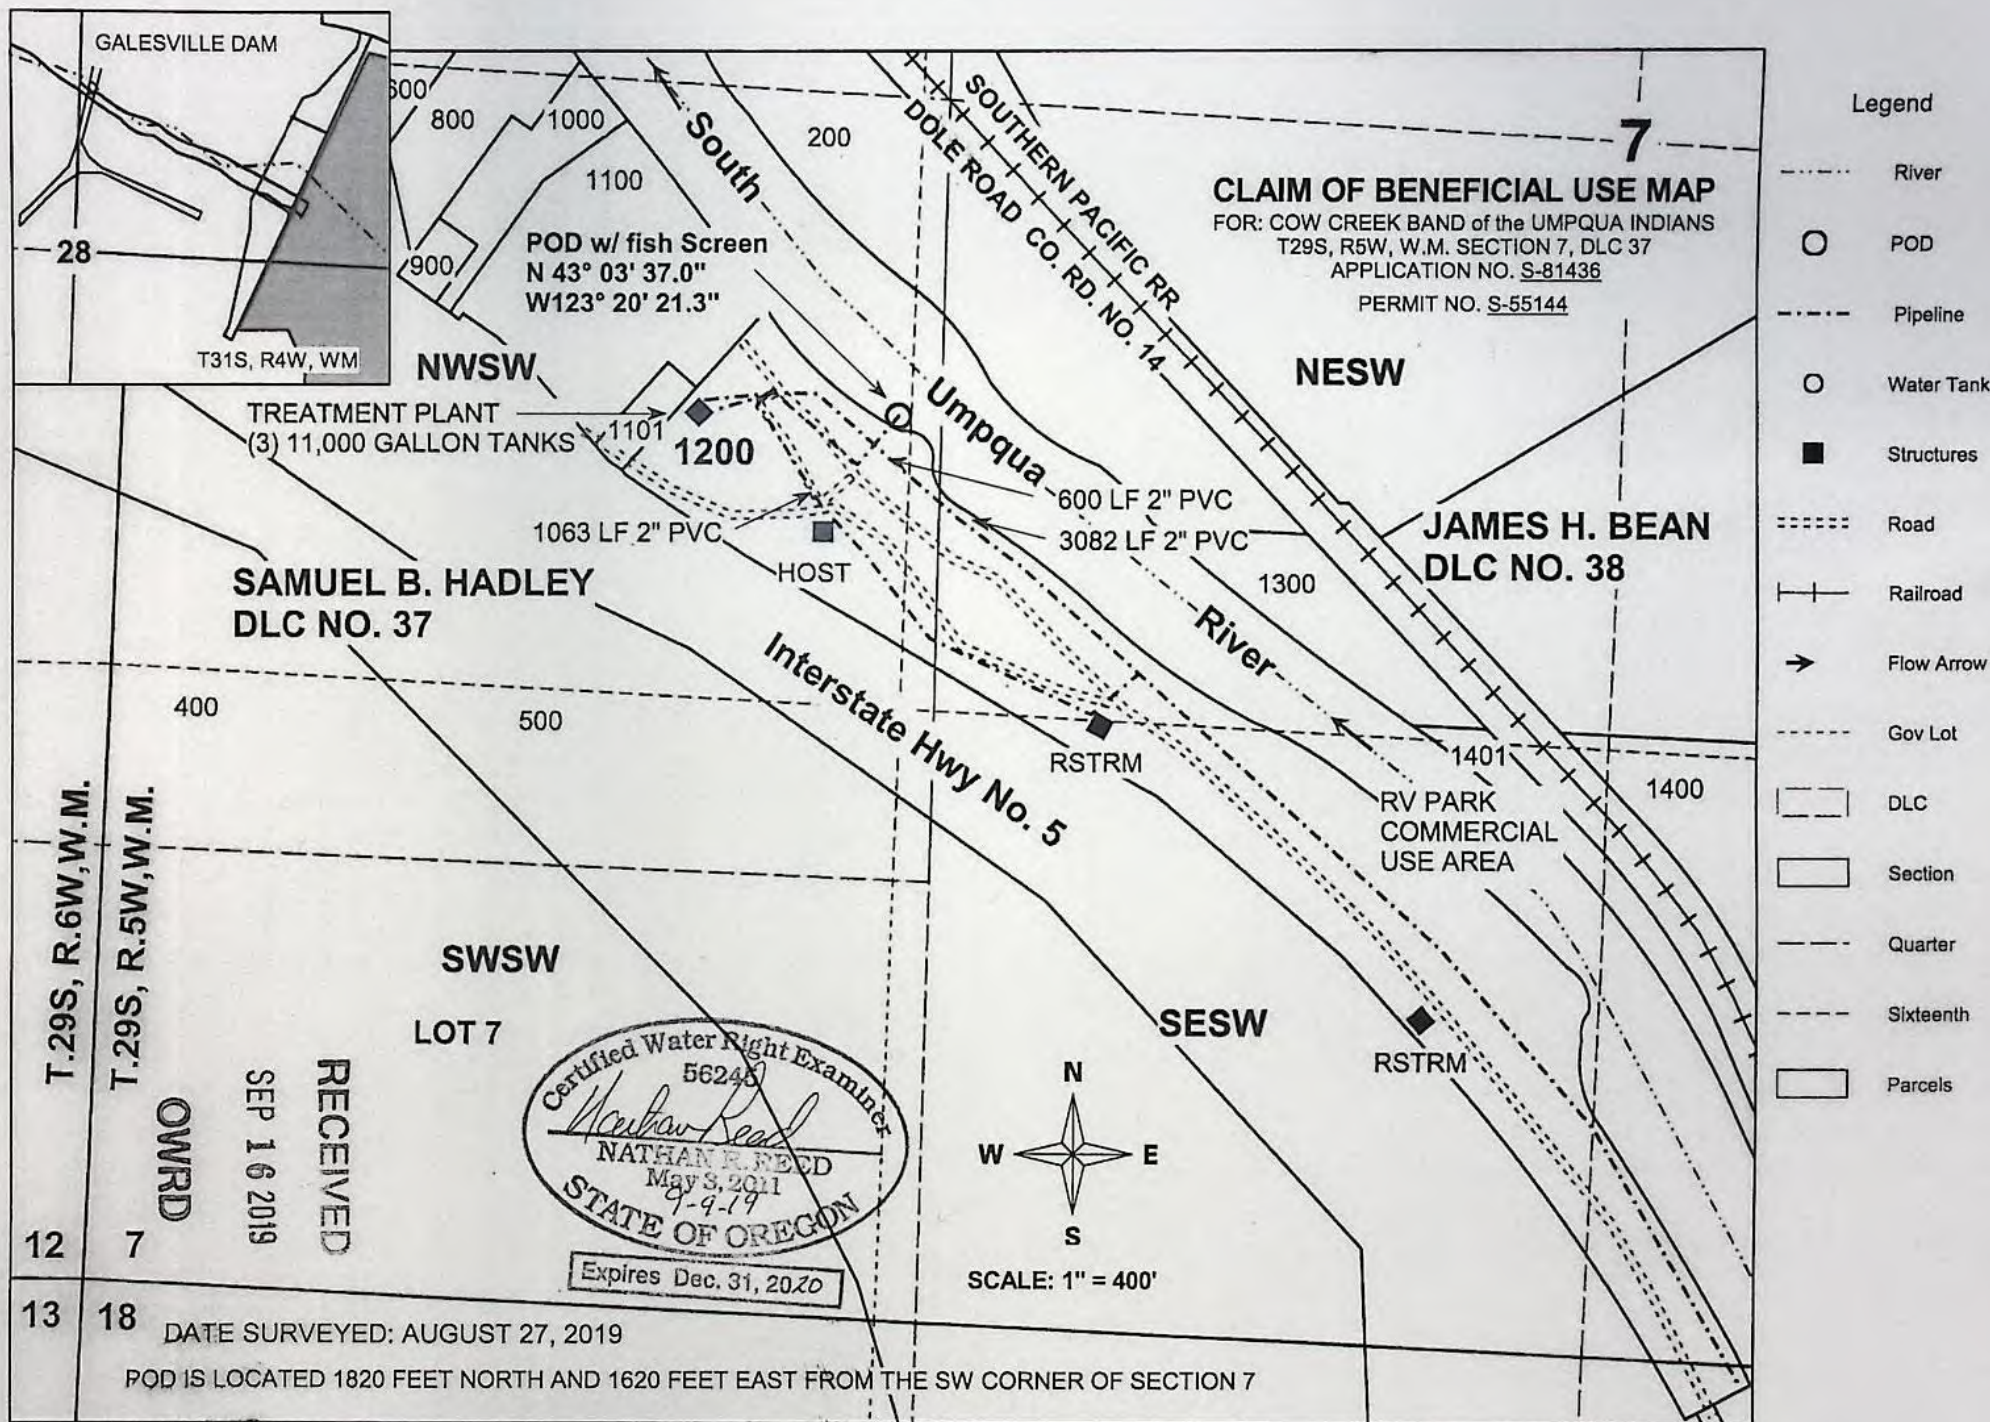 GALESVILLE DAM
28
T31S, R4W, WM
600
800
1000
1100
900
200
South
Umpqua
River
SOUTHERN PACIFIC RR
DOLE ROAD CO. RD. NO. 14
7
CLAIM OF BENEFICIAL USE MAP
FOR: COW CREEK BAND of the UMPQUA INDIANS
T29S, R5W, W.M. SECTION 7, DLC 37
APPLICATION NO. S-81436
PERMIT NO. S-55144
POD w/ fish Screen
N 43° 03' 37.0"
W123° 20' 21.3"
NWSW
NESW
TREATMENT PLANT
(3) 11,000 GALLON TANKS
1101
1200
600 LF 2" PVC
1063 LF 2" PVC
3082 LF 2" PVC
HOST
JAMES H. BEAN
DLC NO. 38
1300
SAMUEL B. HADLEY
DLC NO. 37
Interstate Hwy No. 5
400
500
RSTRM
1401
1400
RV PARK
COMMERCIAL
USE AREA
T.29S, R.6W,W.M.
T.29S, R.5W,W.M.
SWSW
LOT 7
SESW
RSTRM
RECEIVED
SEP 16 2019
OWRD
Certified Water Right Examiner
56245
Nathan Reed
NATHAN R. REED
May 3, 2011
9-9-19
STATE OF OREGON
Expires Dec. 31, 2020
N
W
E
S
SCALE: 1" = 400'
12
7
13
18
DATE SURVEYED: AUGUST 27, 2019
POD IS LOCATED 1820 FEET NORTH AND 1620 FEET EAST FROM THE SW CORNER OF SECTION 7
Legend
River
POD
Pipeline
Water Tank
Structures
Road
Railroad
Flow Arrow
Gov Lot
DLC
Section
Quarter
Sixteenth
Parcels